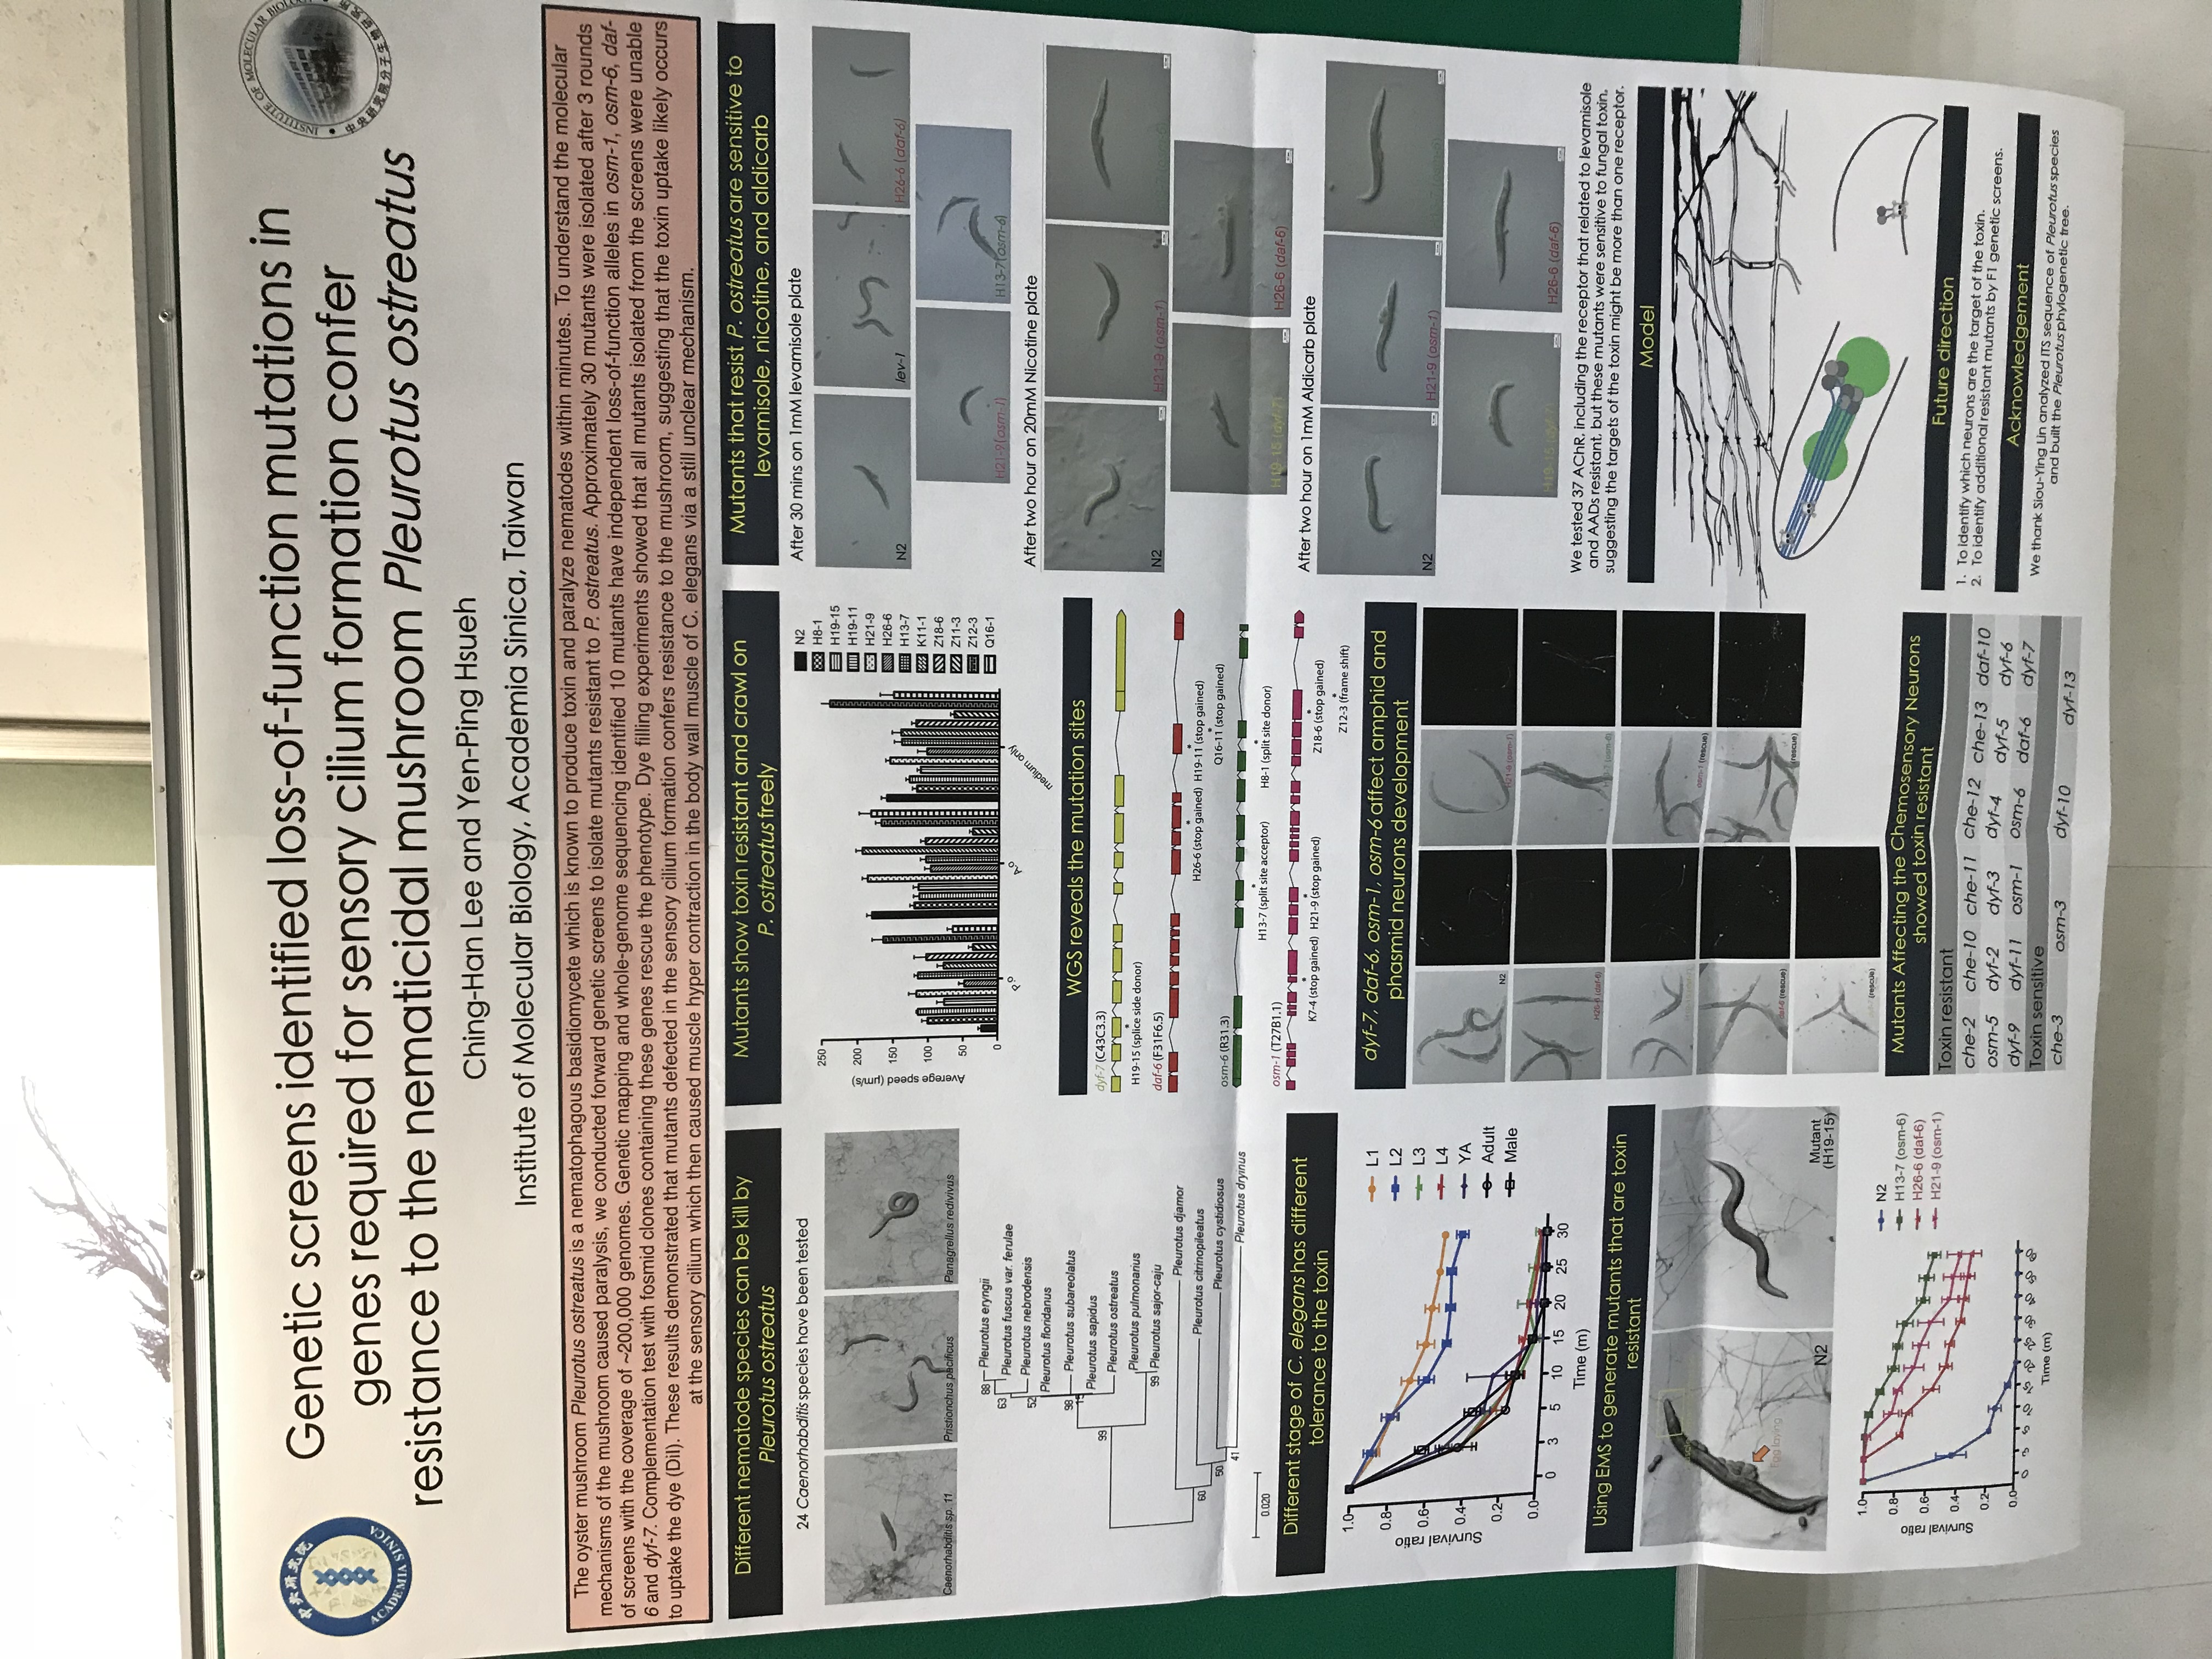 中央研究院
ACADEMIA SINICA
INSTITUTE OF MOLECULAR
中央研究院分子生物研究所
Genetic screens identified loss-of-function mutations in
genes required for sensory cilium formation confer
resistance to the nematicidal mushroom Pleurotus ostreatus
Ching-Han Lee and Yen-Ping Hsueh
Institute of Molecular Biology, Academia Sinica, Taiwan
The oyster mushroom Pleurotus ostreatus is a nematophagous basidiomycete which is known to produce toxin and paralyze nematodes within minutes. To understand the molecular
mechanisms of the mushroom caused paralysis, we conducted forward genetic screens to isolate mutants resistant to P. ostreatus. Approximately 30 mutants were isolated after 3 rounds
of screens with the coverage of ~200,000 genomes. Genetic mapping and whole-genome sequencing identified 10 mutants have independent loss-of-function alleles in osm-1, osm-6, daf-
6 and dyf-7. Complementation test with fosmid clones containing these genes rescue the phenotype. Dye filling experiments showed that all mutants isolated from the screens were unable
to uptake the dye (DiI). These results demonstrated that mutants defected in the sensory cilium formation confers resistance to the mushroom, suggesting that the toxin uptake likely occurs
at the sensory cilium which then caused muscle hyper contraction in the body wall muscle of C. elegans via a still unclear mechanism.
Different nematode species can be kill by
Pleurotus ostreatus
24 Caenorhabditis species have been tested
Caenorhabditis sp. 11
Pristionchus pacificus
Panagrellus redivivus
88 Pleurotus eryngii
63 Pleurotus fuscus var. ferulae
Pleurotus nebrodensis
52
Pleurotus floridanus
98 Pleurotus subareolatus
15
Pleurotus sapidus
99
Pleurotus ostreatus
Pleurotus pulmonarius
99 Pleurotus sajor-caju
Pleurotus djamor
60 Pleurotus citrinopileatus
50 Pleurotus cystidiosus
41 Pleurotus dryinus
0.020
Different stage of C. elegans has different
tolerance to the toxin
Survival ratio
1.0
0.8
0.6
0.4
0.2
0.0
0 3 5 10 15 20 25 30
Time (m)
L1
L2
L3
L4
YA
Adult
Male
Using EMS to generate mutants that are toxin
resistant
Egg laying
N2
Mutant
(H19-15)
Survival ratio
1.0
0.8
0.6
0.4
0.2
0.0
0 3 5 10 15 20 25 30 40 50 60
Time (m)
N2
H13-7 (osm-6)
H26-6 (daf-6)
H21-9 (osm-1)
Mutants show toxin resistant and crawl on
P. ostreatus freely
Averege speed (µm/s)
250
200
150
100
50
0
P.o
A.o
medium only
N2
H8-1
H19-15
H19-11
H21-9
H26-6
H13-7
K11-1
Z18-6
Z11-3
Z12-3
Q16-1
WGS reveals the mutation sites
dyf-7 (C43C3.3)
H19-15 (splice side donor)
daf-6 (F31F6.5)
H26-6 (stop gained) H19-11 (stop gained)
Q16-11 (stop gained)
osm-6 (R31.3)
H13-7 (split site acceptor)
H8-1 (split site donor)
osm-1 (T27B1.1)
K7-4 (stop gained) H21-9 (stop gained)
Z18-6 (stop gained)
Z12-3 (frame shift)
dyf-7, daf-6, osm-1, osm-6 affect amphid and
phasmid neurons development
N2
H21-9 (osm-1)
H26-6 (daf-6)
H13-7 (osm-6)
osm-1 (rescue)
daf-6 (rescue)
(rescue)
(rescue)
Mutants Affecting the Chemosensory Neurons
showed toxin resistant
Toxin resistant
che-2 che-10 che-11 che-12 che-13 daf-10
osm-5 dyf-2 dyf-3 dyf-4 dyf-5 dyf-6
dyf-9 dyf-11 osm-1 osm-6 daf-6 dyf-7
Toxin sensitive
che-3 osm-3 dyf-10 dyf-13
Mutants that resist P. ostreatus are sensitive to
levamisole, nicotine, and aldicarb
After 30 mins on 1mM levamisole plate
N2
lev-1
H26-6 (daf-6)
H21-9(osm-1)
H13-7(osm-6)
After two hour on 20mM Nicotine plate
N2
H21-9 (osm-1)
H19-15 (dyf-7)
H26-6 (daf-6)
After two hour on 1mM Aldicarb plate
N2
H21-9 (osm-1)
H19-15 (dyf-7)
H26-6 (daf-6)
We tested 37 AChR, including the receptor that related to levamisole
and AADs resistant, but these mutants were sensitive to fungal toxin,
suggesting the targets of the toxin might be more than one receptor.
Model
Future direction
1. To identify which neurons are the target of the toxin.
2. To identify additional resistant mutants by F1 genetic screens.
Acknowledgement
We thank Siou-Ying Lin analyzed ITS sequence of Pleurotus species
and built the Pleurotus phylogenetic tree.